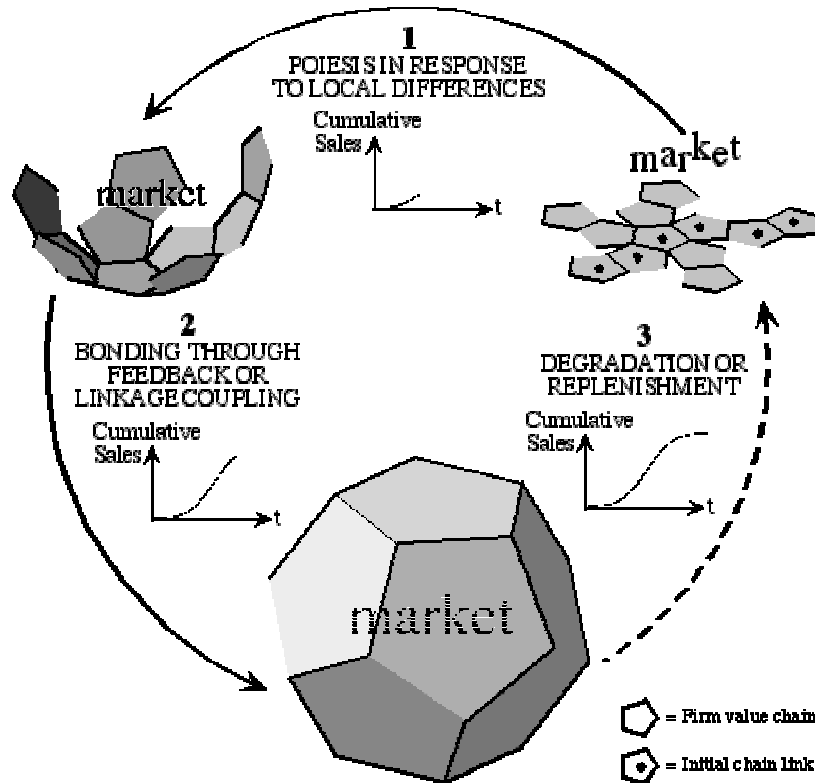 1
POIESIS IN RESPONSE
TO LOCAL DIFFERENCES
Cumulative
Sales
t
market
market
2
BONDING THROUGH
FEEDBACK OR
LINKAGE COUPLING
Cumulative
Sales
t
3
DEGRADATION OR
REPLENISHMENT
Cumulative
Sales
t
market
= Firm value chain
= Initial chain link